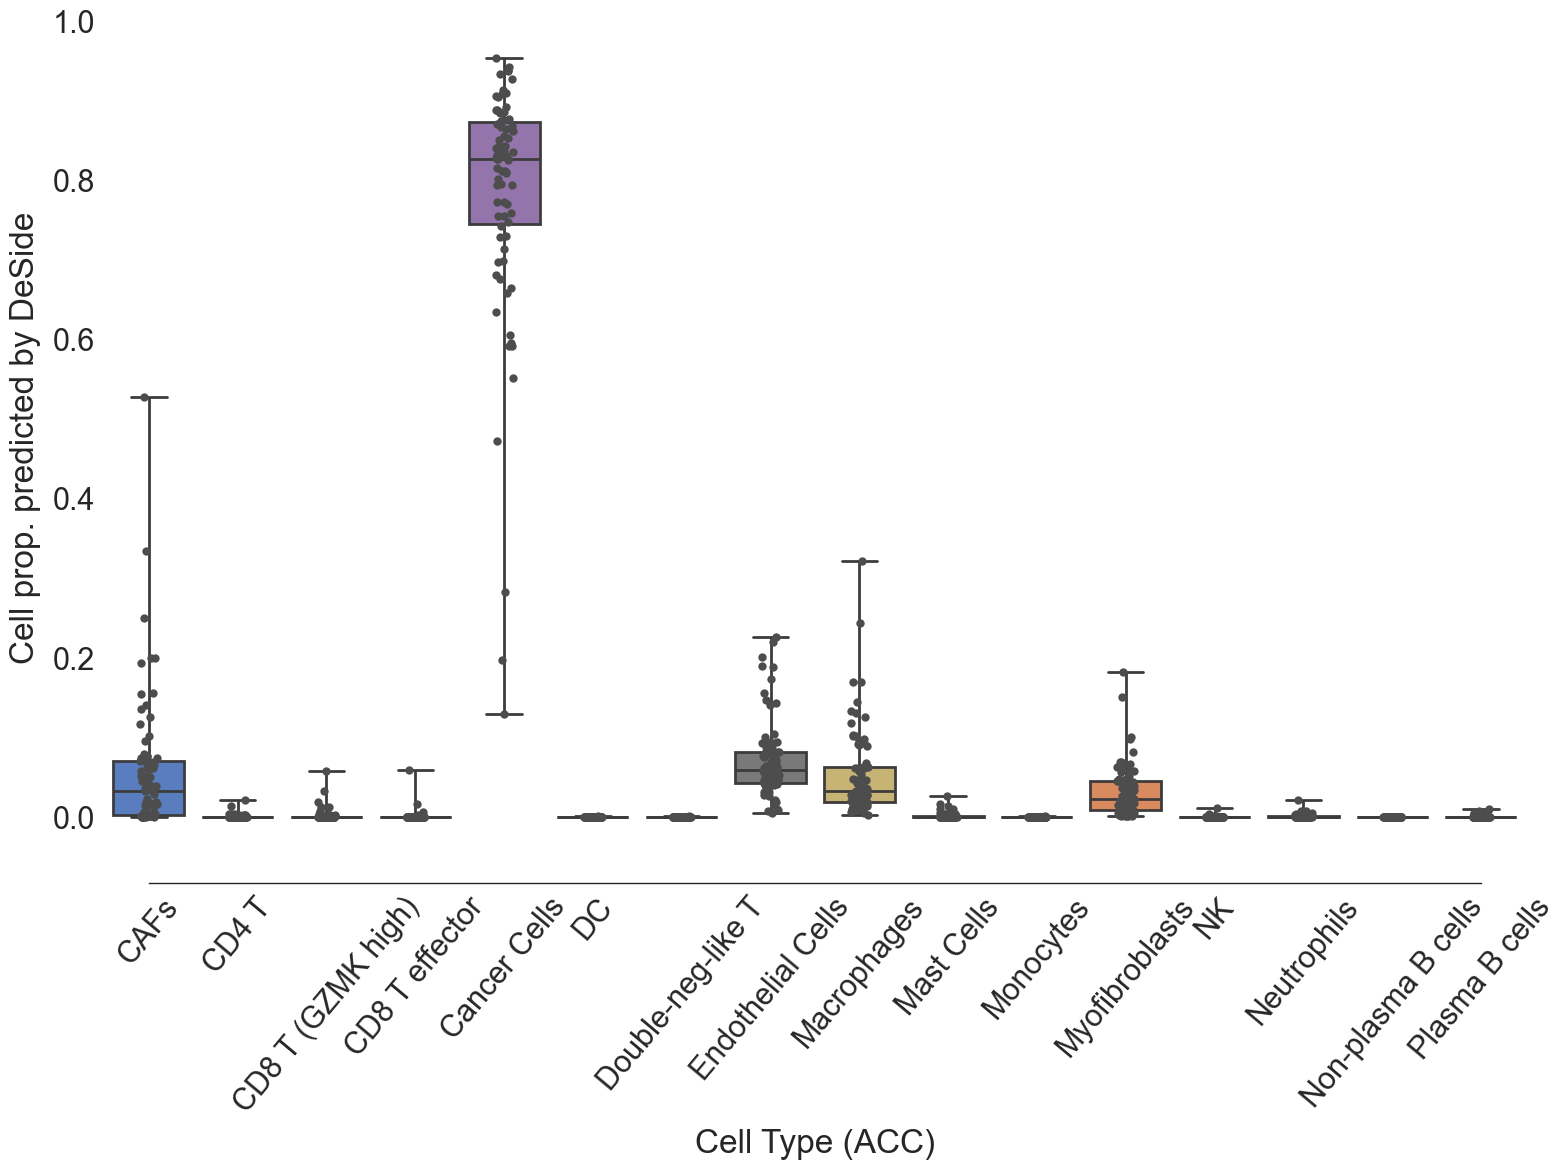 1.0
0.8
0.6
0.4
0.2
0.0
Cell prop. predicted by DeSide
CAFs
CD4 T
CD8 T (GZMK high)
CD8 T effector
Cancer Cells
DC
Double-neg-like T
Endothelial Cells
Macrophages
Mast Cells
Monocytes
Myofibroblasts
NK
Neutrophils
Non-plasma B cells
Plasma B cells
Cell Type (ACC)